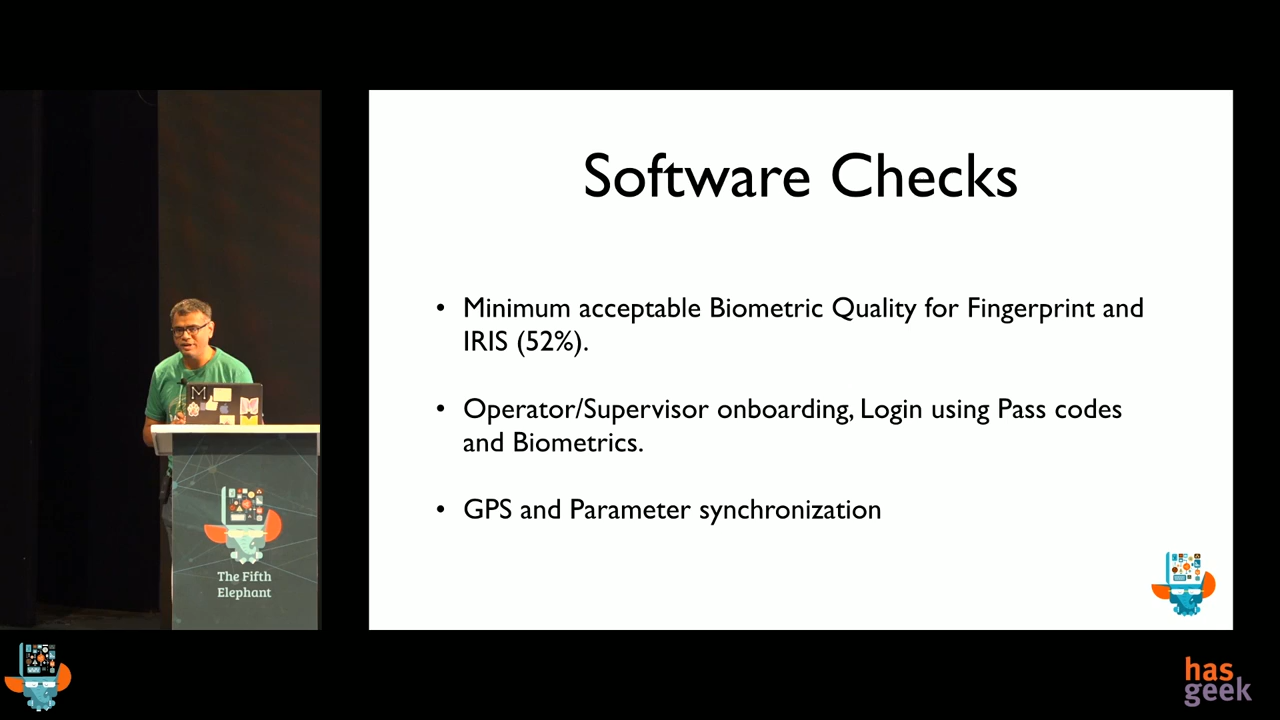 Software Checks
• Minimum acceptable Biometric Quality for Fingerprint and
IRIS (52%).
• Operator/Supervisor onboarding, Login using Pass codes
and Biometrics.
• GPS and Parameter synchronization
M
The Fifth
Elephant
has
geek